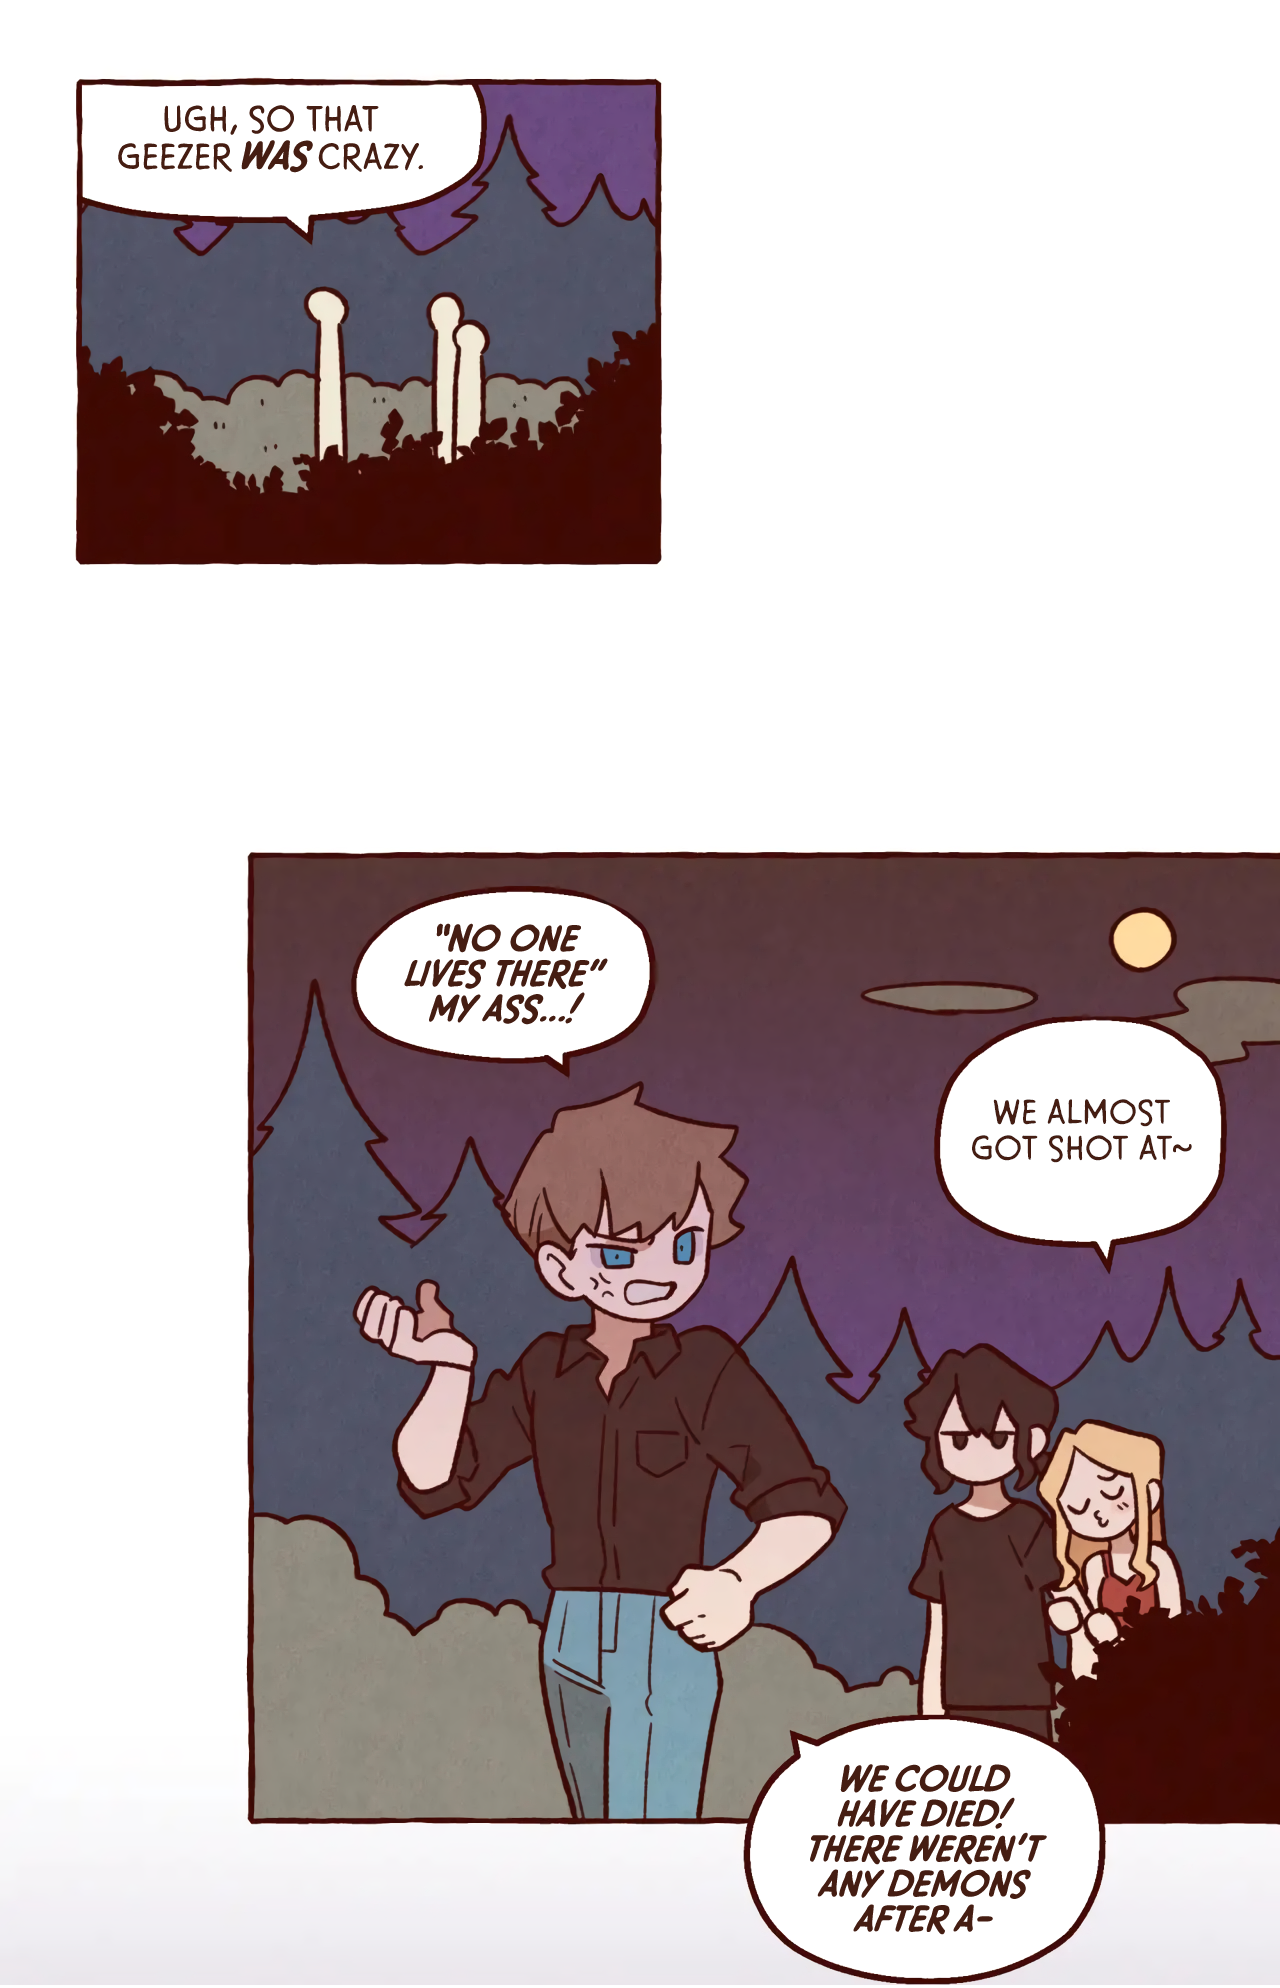 UGH, SO THAT
GEEZER WAS CRAZY.
"NO ONE
LIVES THERE"
MY ASS...!
WE ALMOST
GOT SHOT AT~
WE COULD
HAVE DIED!
THERE WEREN'T
ANY DEMONS
AFTER A-